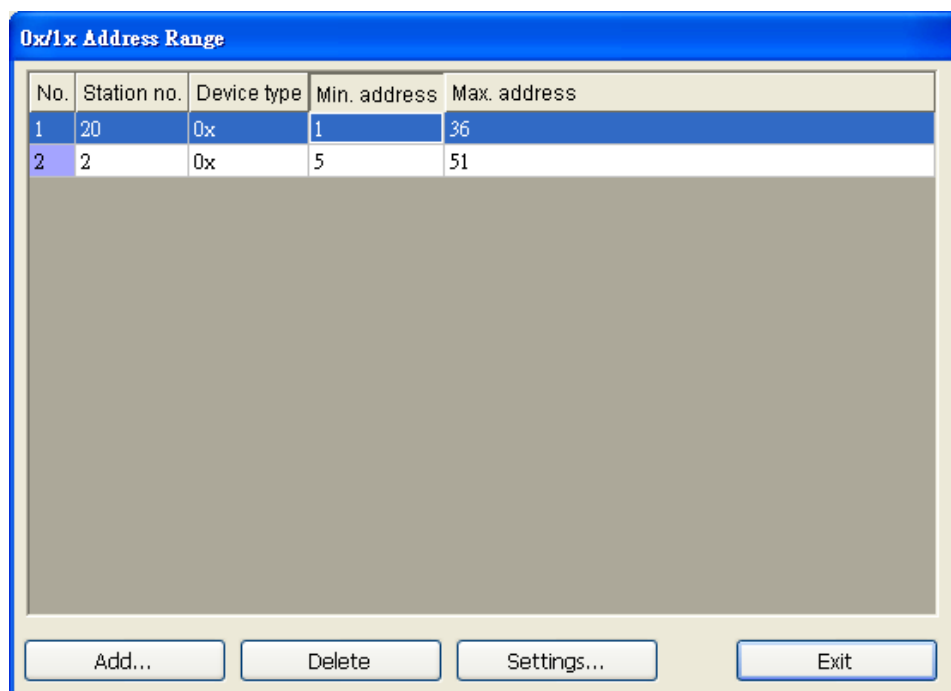 0x/1x Address Range
No. Station no. Device type Min. address Max. address
1 20 0x 1 36
2 2 0x 5 51
Add... Delete Settings... Exit